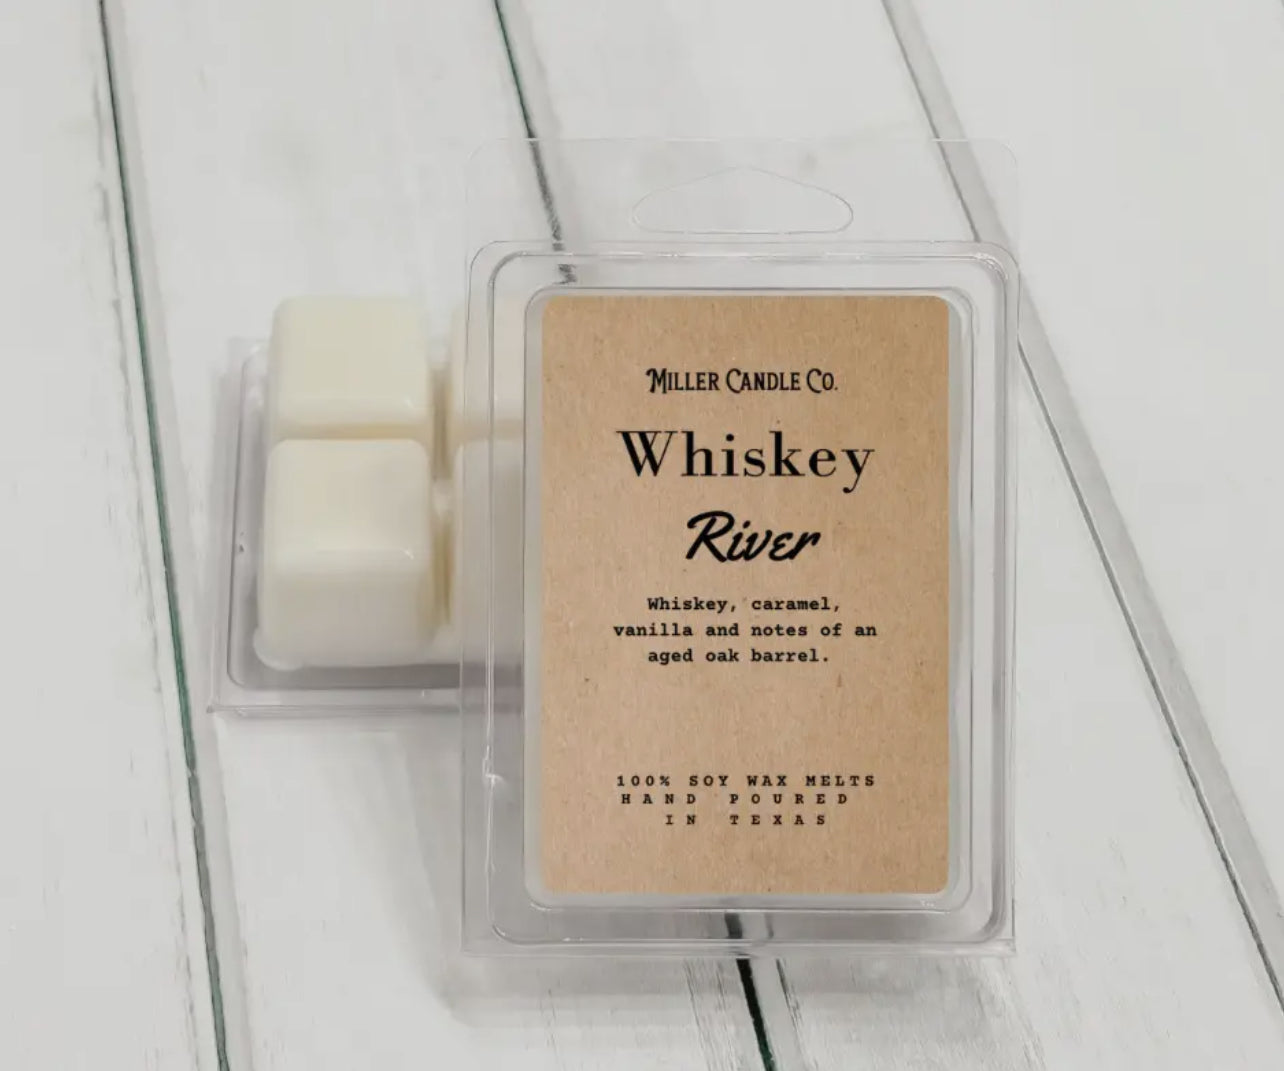 MILLER CANDLE CO.
Whiskey
River
Whiskey, caramel,
vanilla and notes of an
aged oak barrel.
100% SOY WAX MELTS
HAND POURED
IN TEXAS